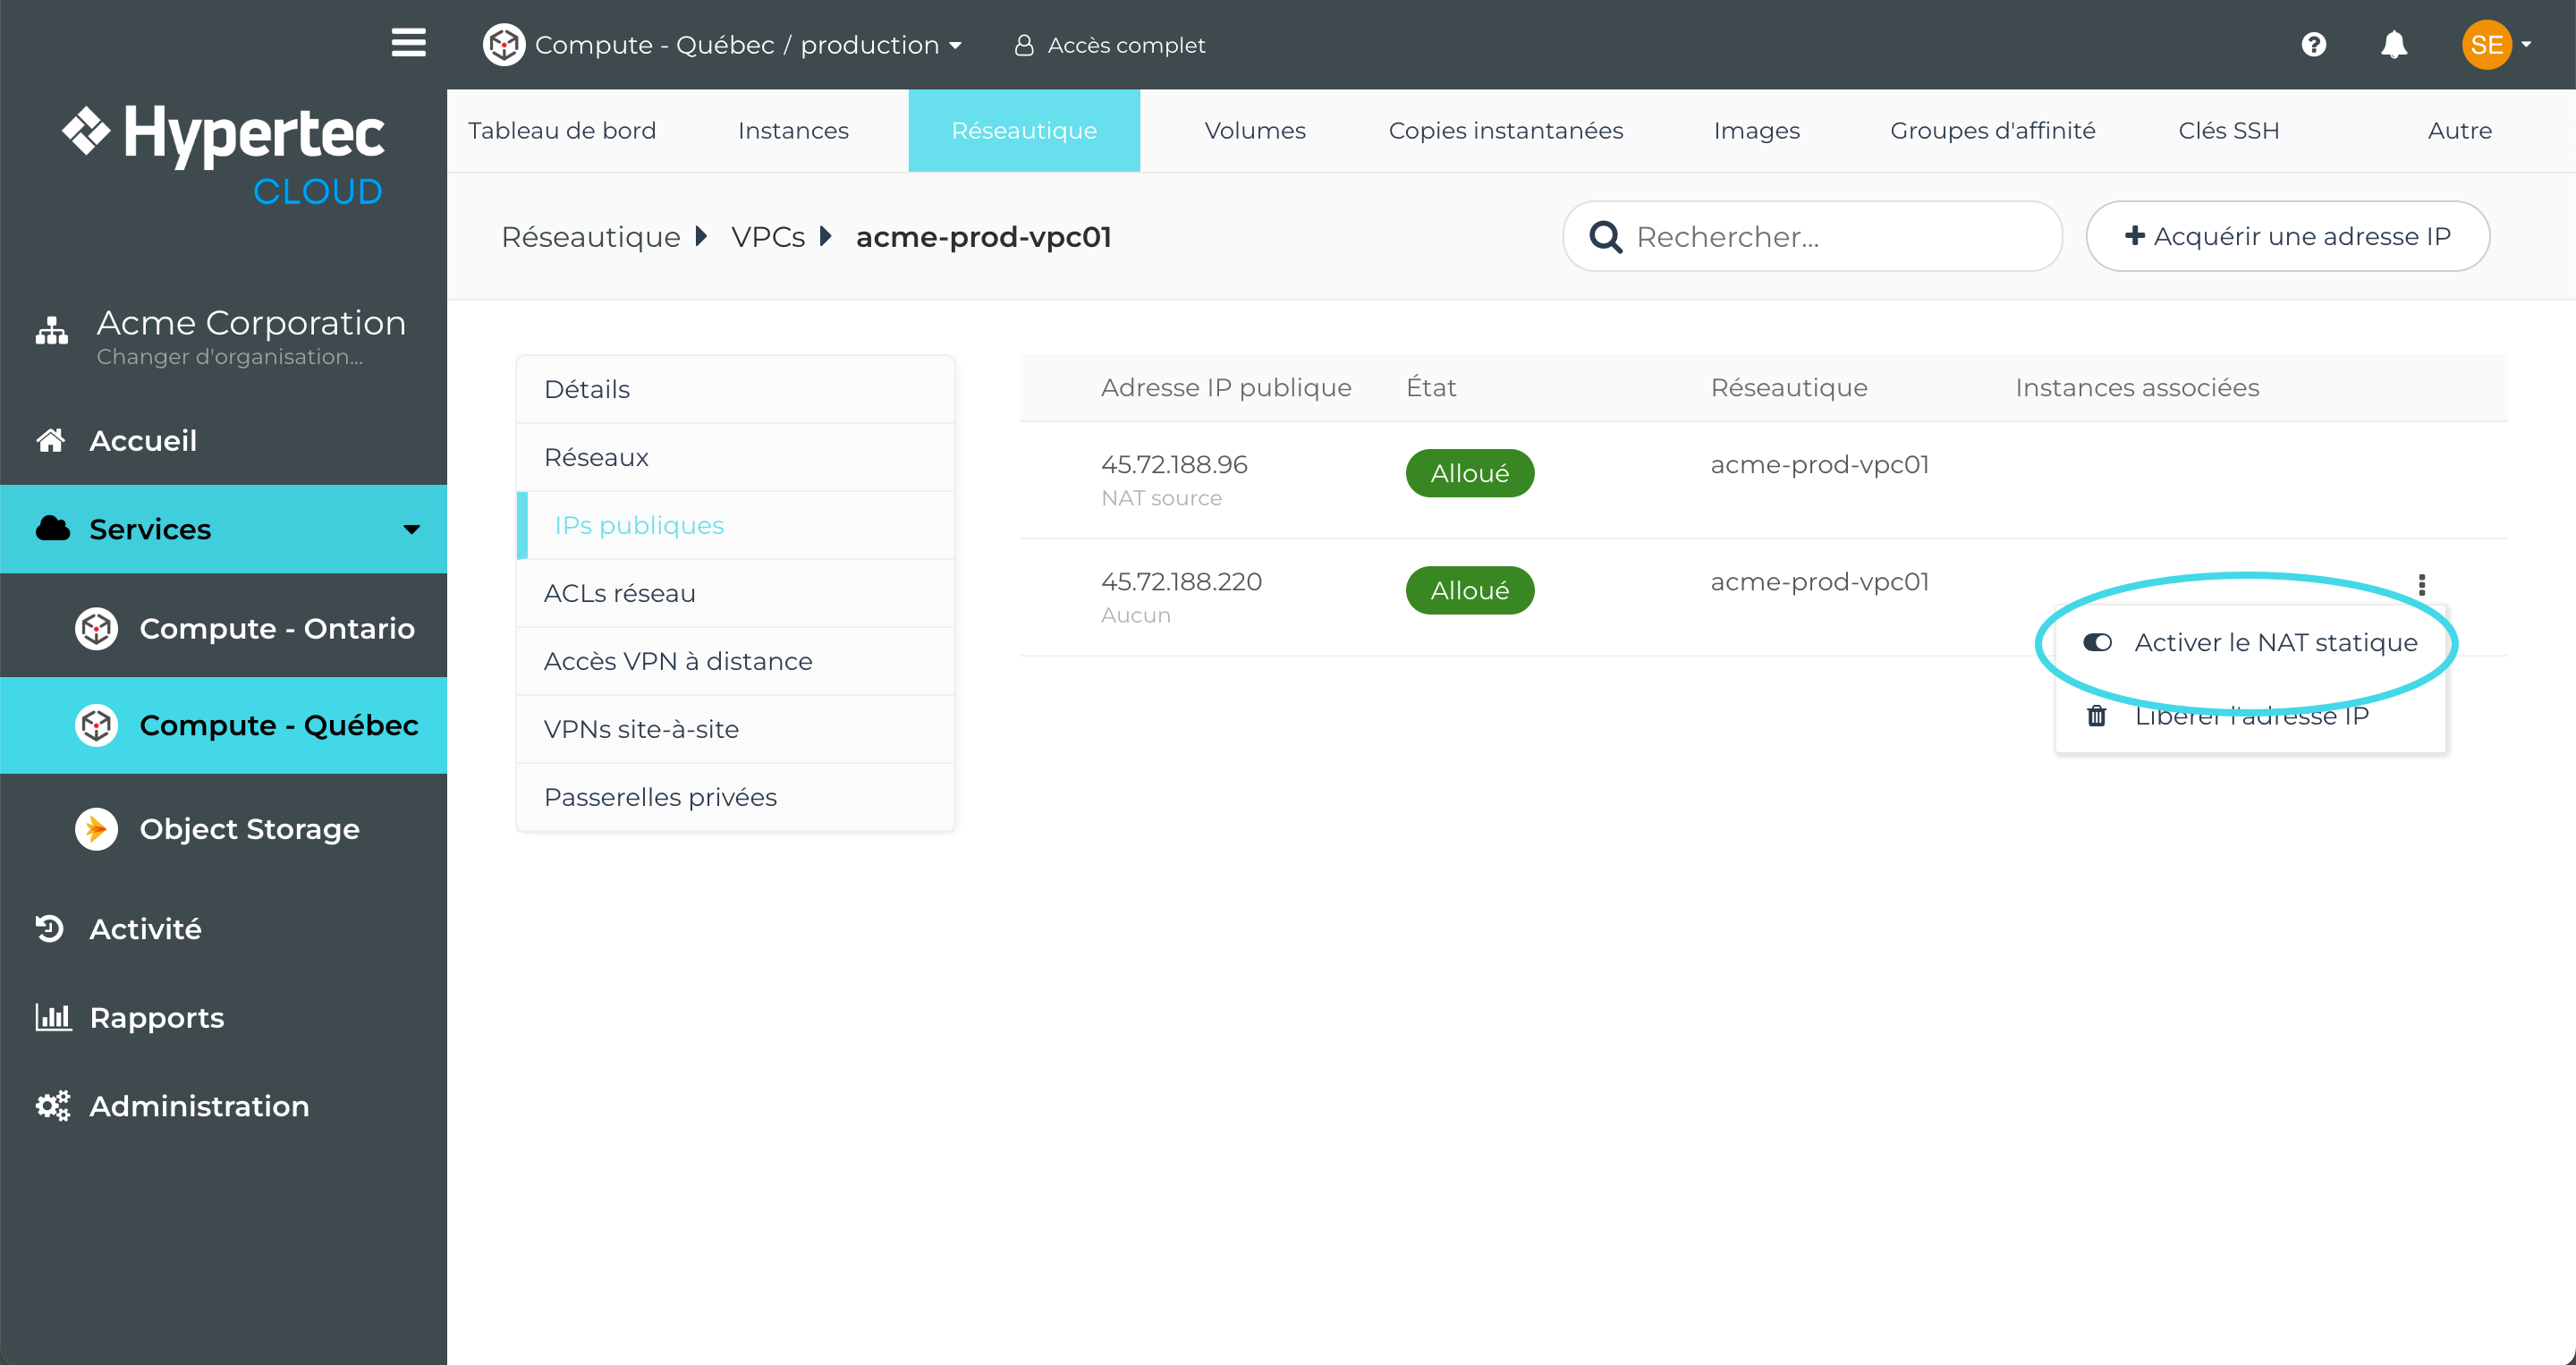 Compute - Québec / production
Accès complet
SE
Hypertec
CLOUD
Acme Corporation
Changer d'organisation...
Accueil
Services
Compute - Ontario
Compute - Québec
Object Storage
Activité
Rapports
Administration
Tableau de bord
Instances
Réseautique
Volumes
Copies instantanées
Images
Groupes d'affinité
Clés SSH
Autre
Réseautique
VPCs
acme-prod-vpc01
Rechercher...
Acquérir une adresse IP
Détails
Réseaux
IPs publiques
ACLs réseau
Accès VPN à distance
VPNs site-à-site
Passerelles privées
Adresse IP publique
État
Réseautique
Instances associées
45.72.188.96
NAT source
Alloué
acme-prod-vpc01
45.72.188.220
Aucun
Alloué
acme-prod-vpc01
Activer le NAT statique
Libérer l'adresse IP